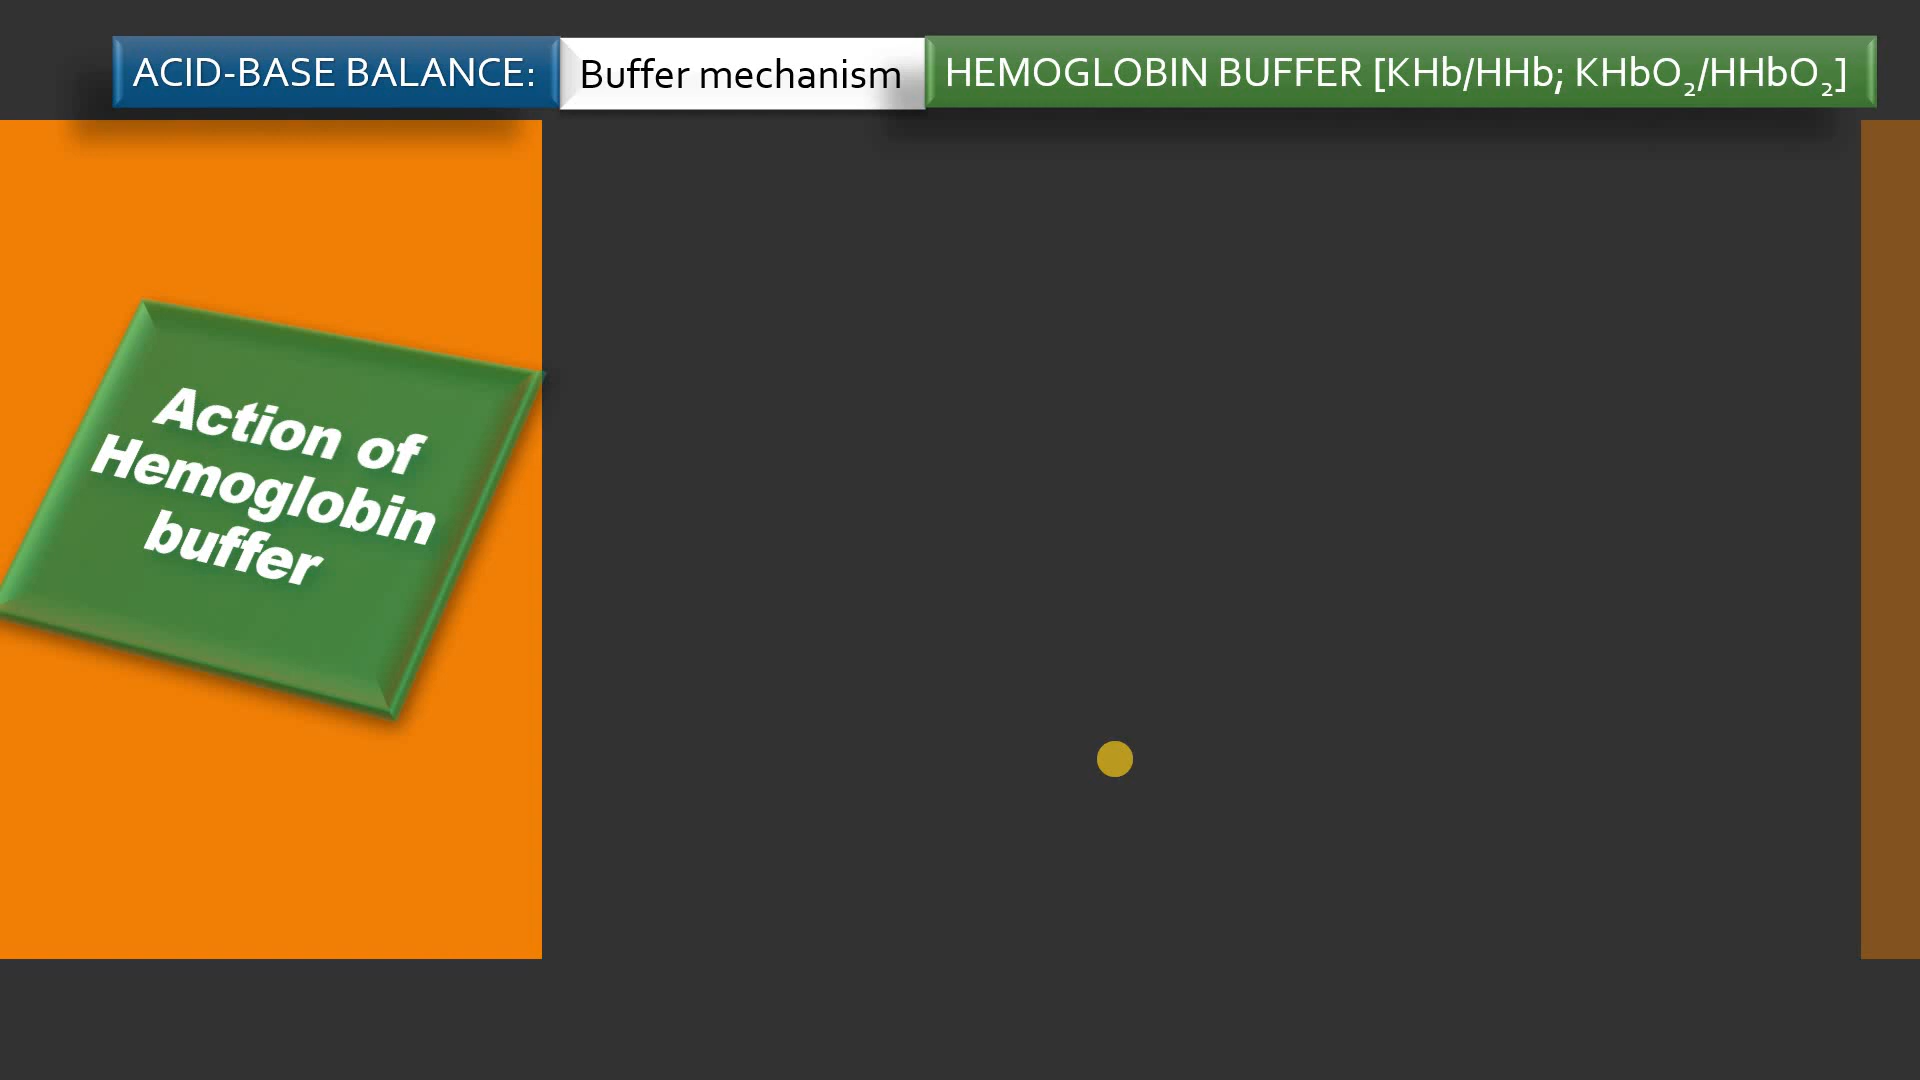 ACID-BASE BALANCE: Buffer mechanism HEMOGLOBIN BUFFER [KHb/HHb; KHbO₂/HHbO₂]
Action of
Hemoglobin
buffer